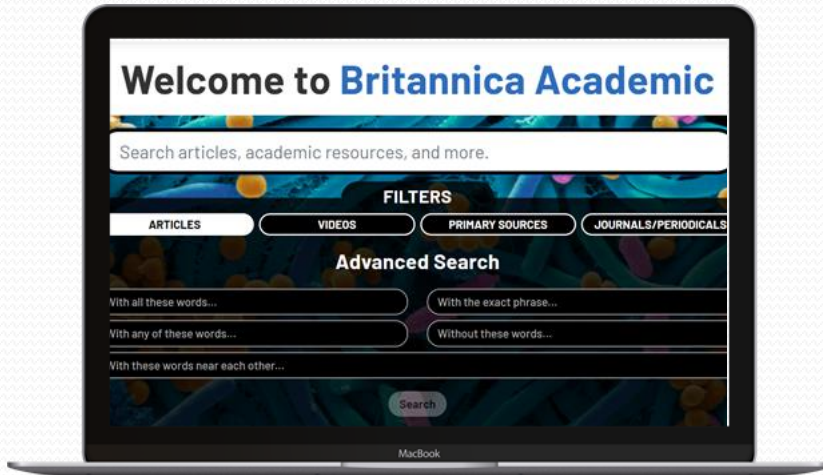 Welcome to Britannica Academic
Search articles, academic resources, and more.
FILTERS
ARTICLES VIDEOS PRIMARY SOURCES JOURNALS/PERIODICALS
Advanced Search
With all these words... With the exact phrase...
With any of these words... Without these words...
With these words near each other...
Search
MacBook